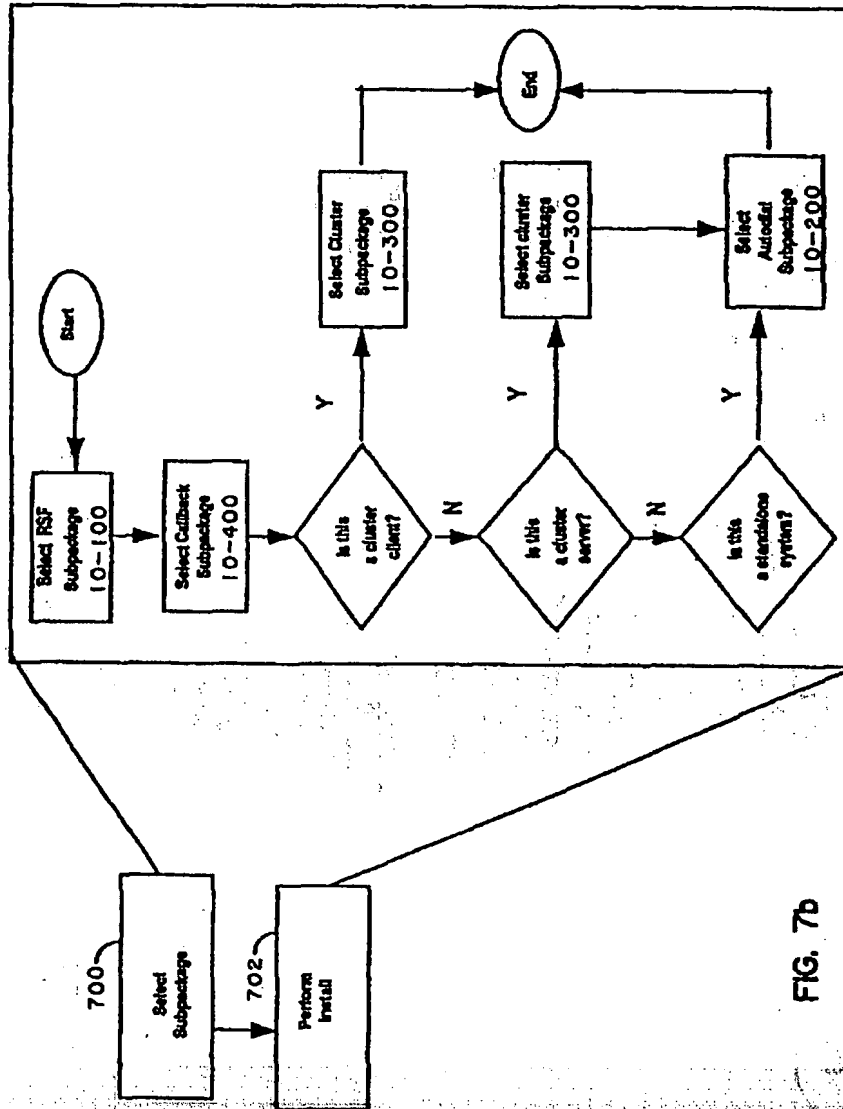 700
Select
Subpackage
702
Perform
Install
Start
Select RSF
Subpackage
10-100
Select Callback
Subpackage
10-400
Is this
a cluster
client?
Y
N
Select Cluster
Subpackage
10-300
End
Is this
a cluster
server?
Y
N
Select cluster
Subpackage
10-300
Is this
a standalone
system?
Y
Select
Autodial
Subpackage
10-200
FIG. 7b